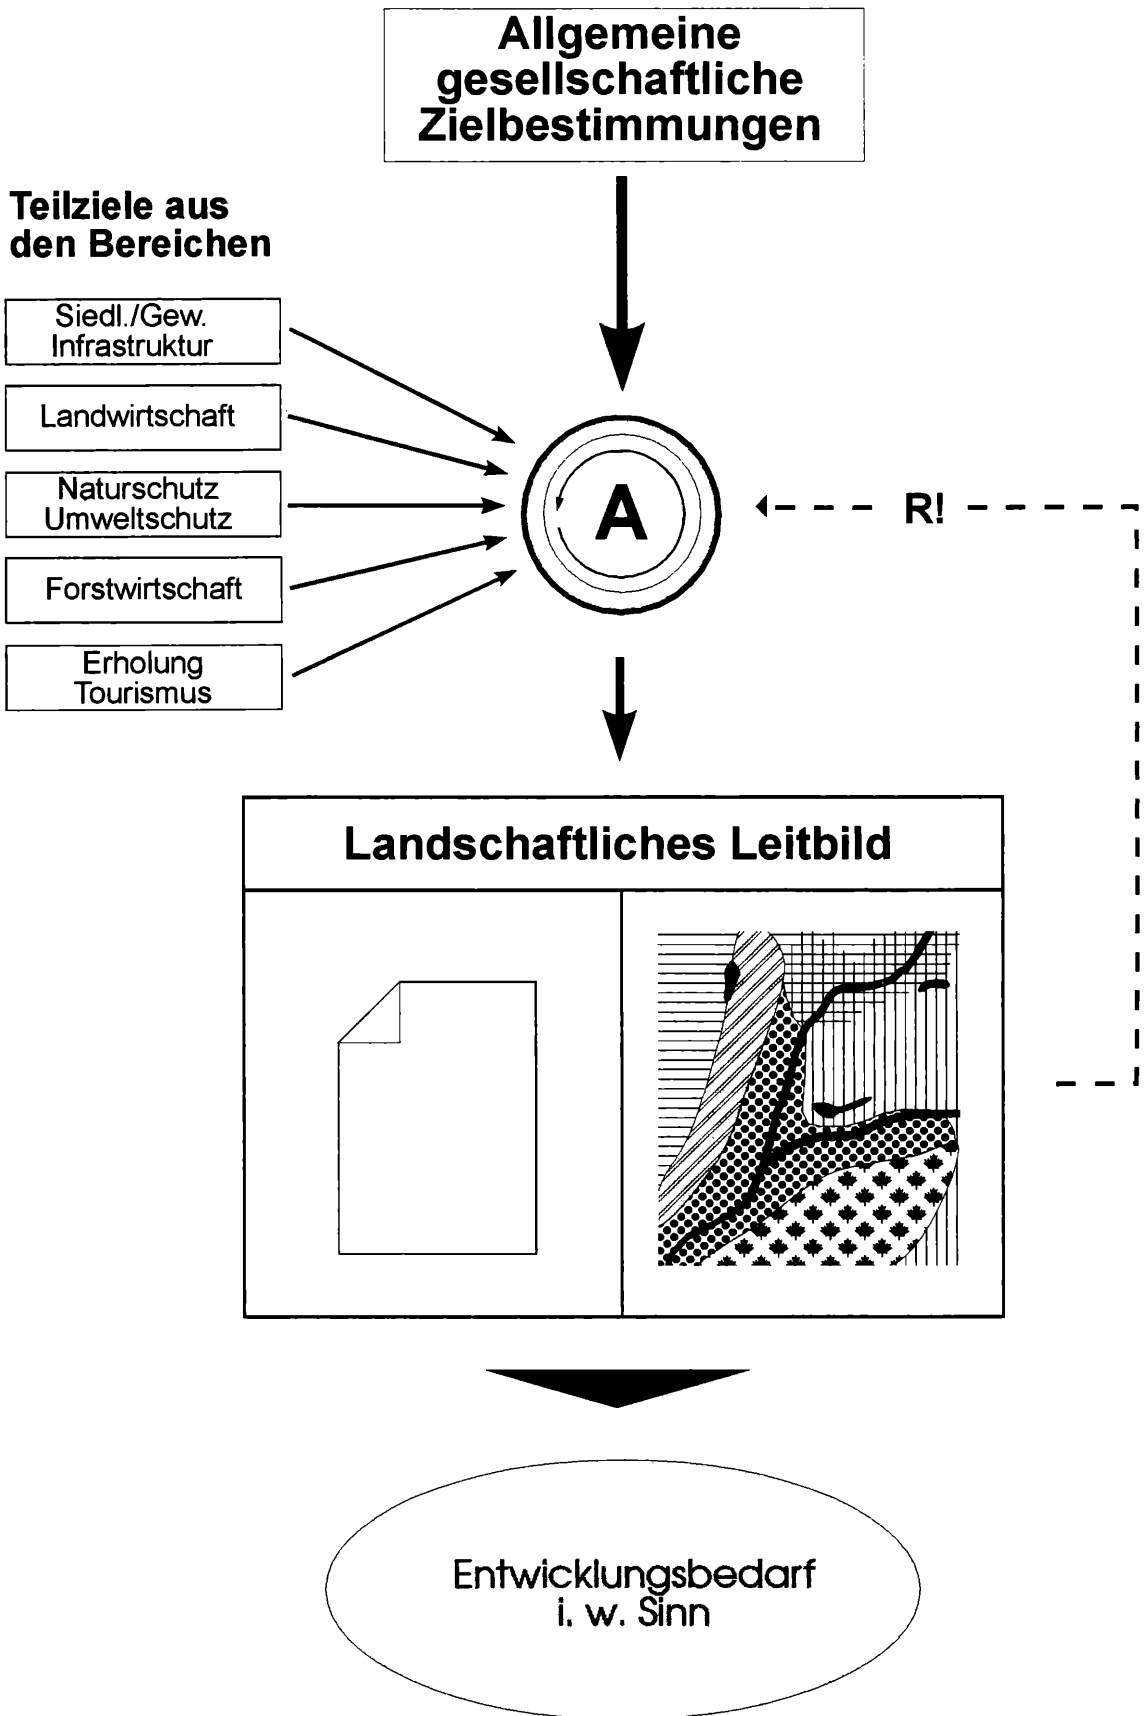 Allgemeine
gesellschaftliche
Zielbestimmungen
Teilziele aus
den Bereichen
Siedl./Gew.
Infrastruktur
Landwirtschaft
Naturschutz
Umweltschutz
Forstwirtschaft
Erholung
Tourismus
A
R!
Landschaftliches Leitbild
Entwicklungsbedarf
i. w. Sinn